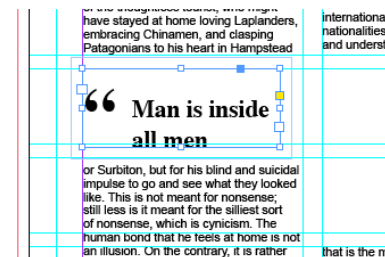 of the thoughtless tourist, who might
have stayed at home loving Laplanders,
embracing Chinamen, and clasping
Patagonians to his heart in Hampstead
“ Man is inside
all men
or Surbiton, but for his blind and suicidal
impulse to go and see what they looked
like. This is not meant for nonsense;
still less is it meant for the silliest sort
of nonsense, which is cynicism. The
human bond that he feels at home is not
an illusion. On the contrary, it is rather
internationa
nationalities
and underst
that is the m